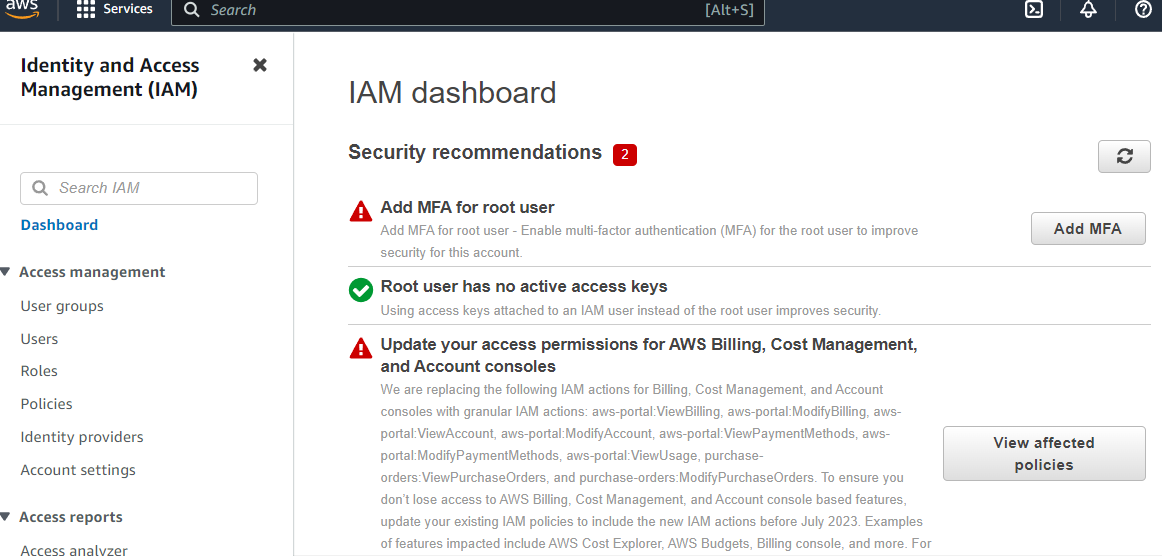 aws
Services
Search
[Alt+S]
Identity and Access
Management (IAM)
Search IAM
Dashboard
Access management
User groups
Users
Roles
Policies
Identity providers
Account settings
Access reports
Access analyzer
IAM dashboard
Security recommendations 2
Add MFA for root user
Add MFA for root user - Enable multi-factor authentication (MFA) for the root user to improve
security for this account.
Add MFA
Root user has no active access keys
Using access keys attached to an IAM user instead of the root user improves security.
Update your access permissions for AWS Billing, Cost Management,
and Account consoles
We are replacing the following IAM actions for Billing, Cost Management, and Account
consoles with granular IAM actions: aws-portal:ViewBilling, aws-portal:ModifyBilling, aws-
portal:ViewAccount, aws-portal:ModifyAccount, aws-portal:ViewPaymentMethods, aws-
portal:ModifyPaymentMethods, aws-portal:ViewUsage, purchase-
orders:ViewPurchaseOrders, and purchase-orders:ModifyPurchaseOrders. To ensure you
don't lose access to AWS Billing, Cost Management, and Account console based features,
update your existing IAM policies to include the new IAM actions before July 2023. Examples
of features impacted include AWS Cost Explorer, AWS Budgets, Billing console, and more. For
View affected
policies